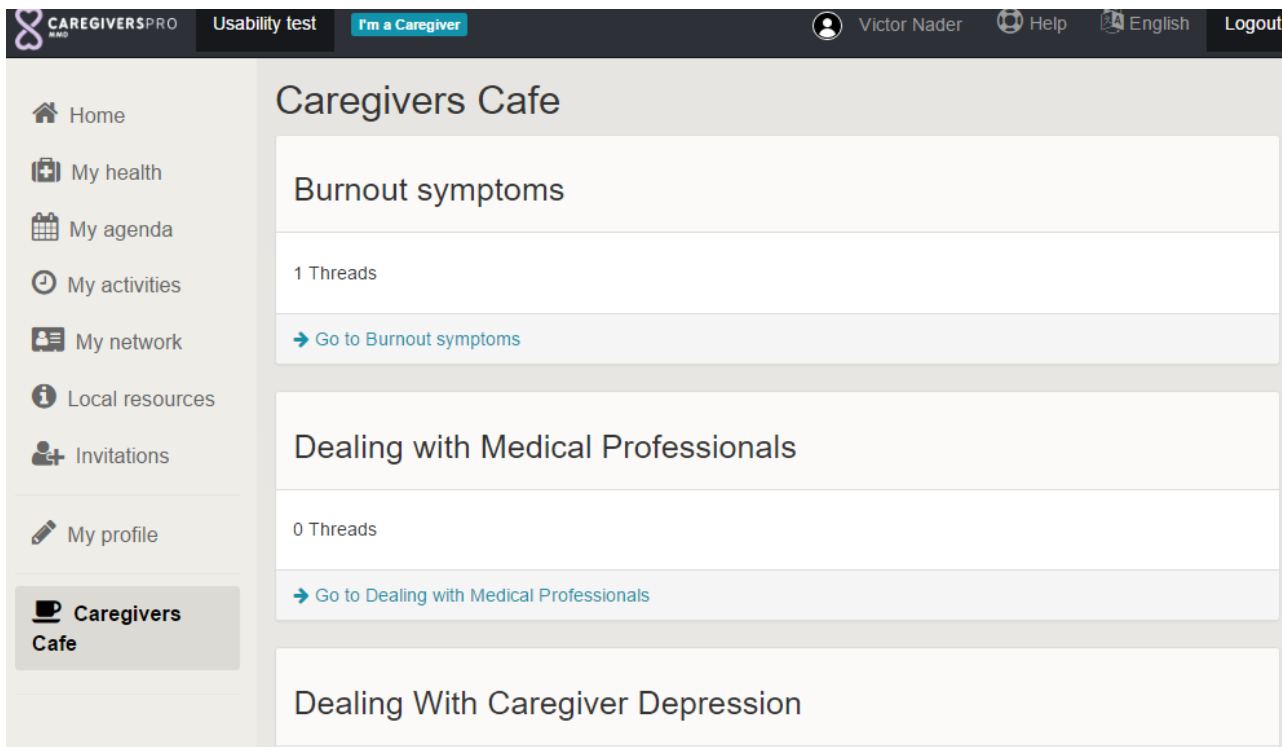 CAREGIVERSPRO
MMD
Usability test
I'm a Caregiver
Victor Nader
Help
English
Logout
Home
My health
My agenda
My activities
My network
Local resources
Invitations
My profile
Caregivers
Cafe
Caregivers Cafe
Burnout symptoms
1 Threads
Go to Burnout symptoms
Dealing with Medical Professionals
0 Threads
Go to Dealing with Medical Professionals
Dealing With Caregiver Depression